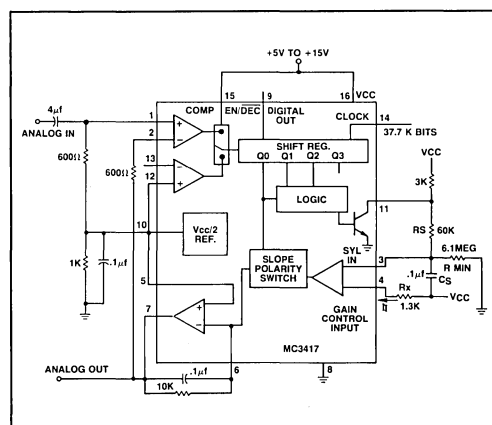 +5V TO +15V
15 9 16 VCC
COMP EN/DEC DIGITAL OUT
CLOCK 14
37.7 K BITS
4µf
ANALOG IN
1
2
SHIFT REG.
Q0 Q1 Q2 Q3
VCC
3K
600Ω
600Ω
13
12
LOGIC
11
10
Vcc/2 REF.
RS 60K
6.1MEG
R MIN
1K
.1µf
SLOPE POLARITY SWITCH
SYL IN
3
.1µf CS
4
Rx
1.3K
VCC
GAIN CONTROL INPUT
5
7
+
−
MC3417
ANALOG OUT
.1µf
10K
6
8